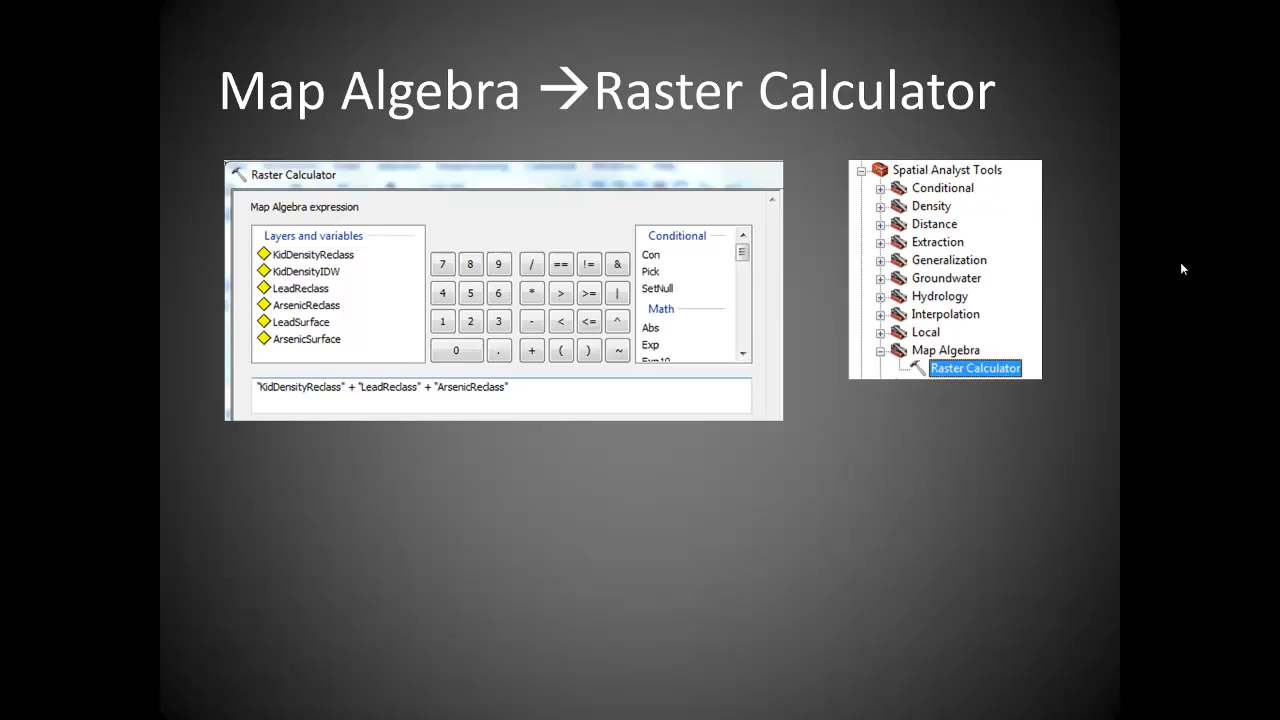 Map Algebra →Raster Calculator
Raster Calculator
Map Algebra expression
Layers and variables
KidDensityReclass
KidDensityIDW
LeadReclass
ArsenicReclass
LeadSurface
ArsenicSurface
7 8 9 / == != &
4 5 6 * > >= |
1 2 3 - < <= ^
0 . + ( ) ~
Conditional
Con
Pick
SetNull
Math
Abs
Exp
Exp10
"KidDensityReclass" + "LeadReclass" + "ArsenicReclass"
Spatial Analyst Tools
Conditional
Density
Distance
Extraction
Generalization
Groundwater
Hydrology
Interpolation
Local
Map Algebra
Raster Calculator